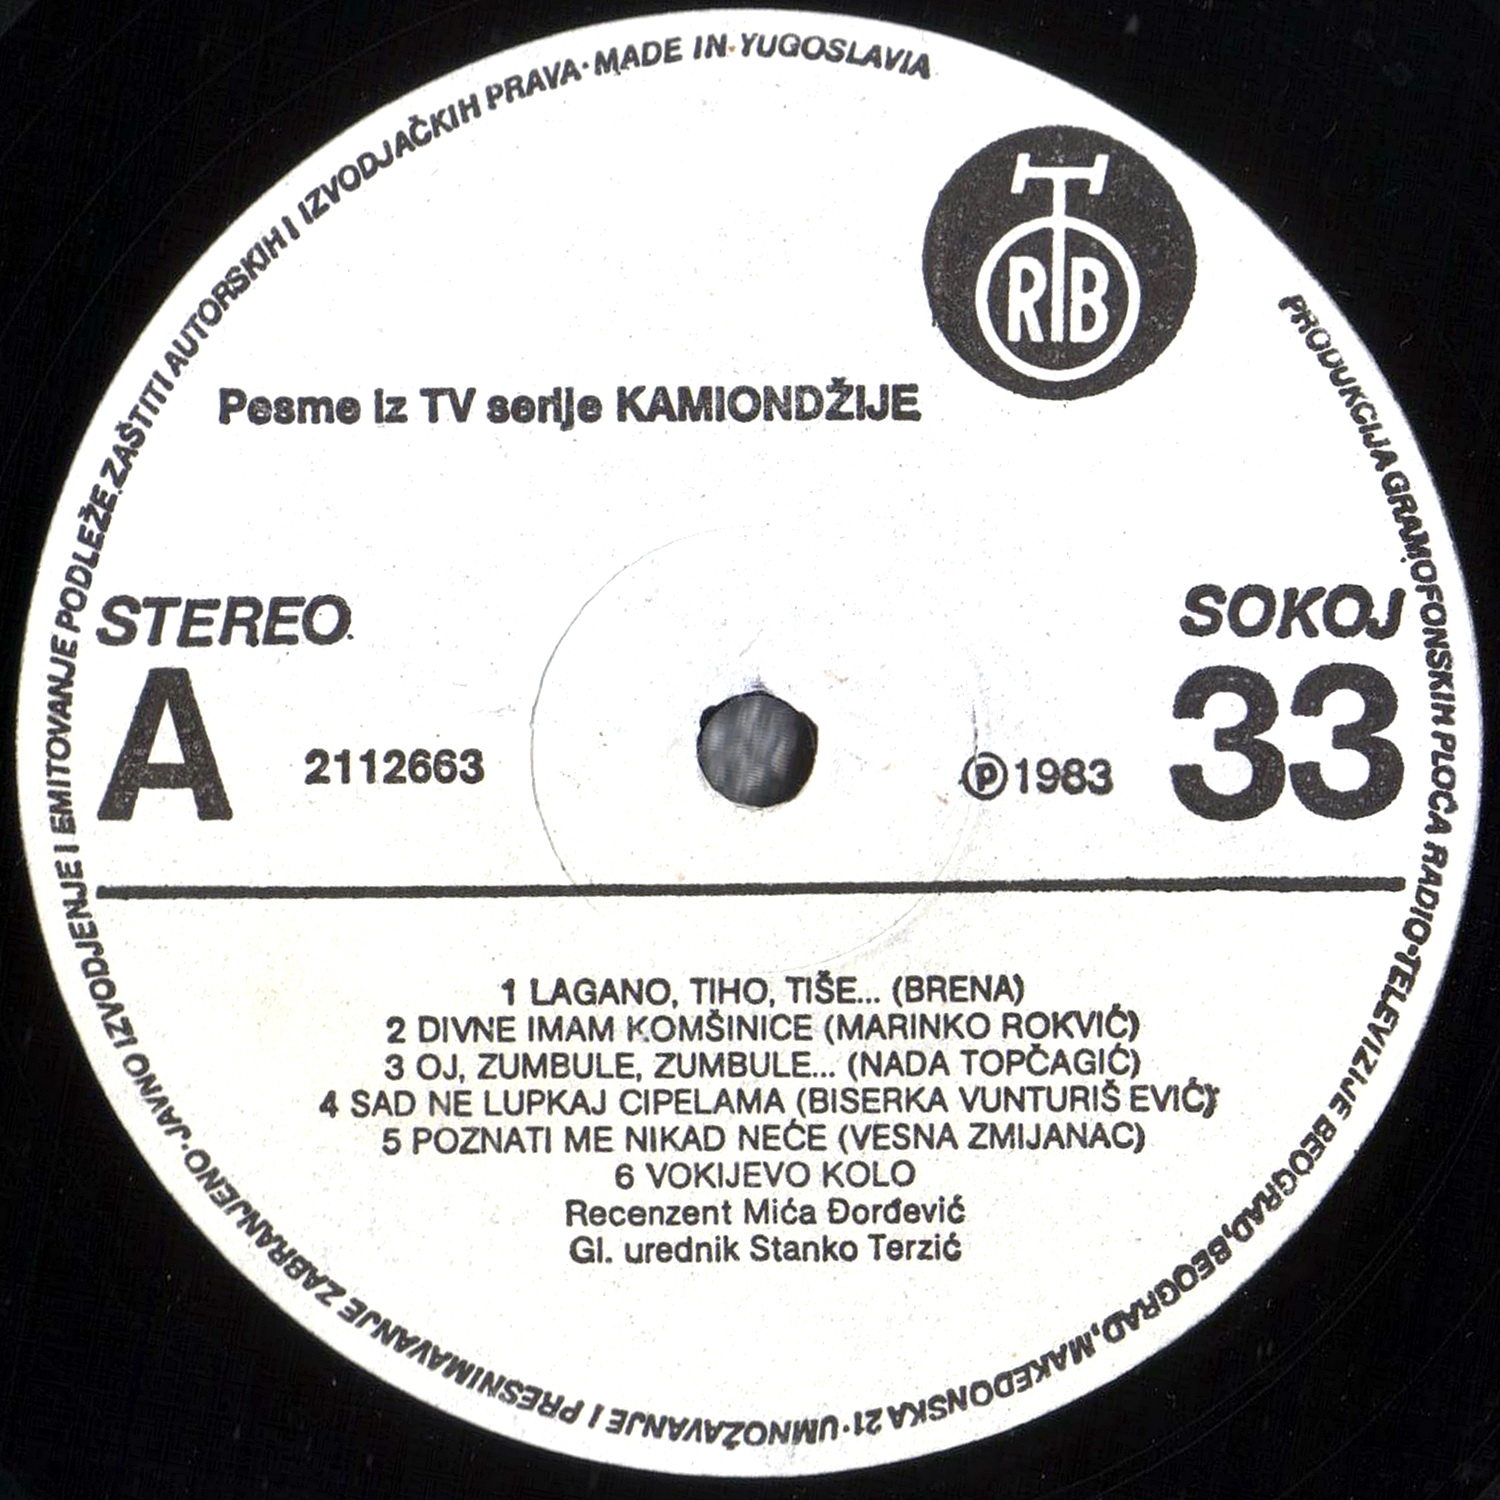 PRODUKCIJA GRAMOFONSKIH PLOČA RADIO-TELEVIZIJE BEOGRAD, BEOGRAD, MAKEDONSKA 21 · UMNOŽAVANJE I PRESNIMAVANJE ZABRANJENO · JAVNO IZVODJENJE I EMITOVANJE PODLEŽE ZAŠTITI AUTORSKIH I IZVODJAČKIH PRAVA · MADE IN YUGOSLAVIA
RTB
Pesme iz TV serije KAMIONDŽIJE
STEREO
SOKOJ
A
2112663
℗ 1983
33
1 LAGANO, TIHO, TIŠE... (BRENA)
2 DIVNE IMAM KOMŠINICE (MARINKO ROKVIĆ)
3 OJ, ZUMBULE, ZUMBULE... (NADA TOPČAGIĆ)
4 SAD NE LUPKAJ CIPELAMA (BISERKA VUNTURIŠ EVIĆ)
5 POZNATI ME NIKAD NEĆE (VESNA ZMIJANAC)
6 VOKIJEVO KOLO
Recenzent Mića Đorđević
Gl. urednik Stanko Terzić